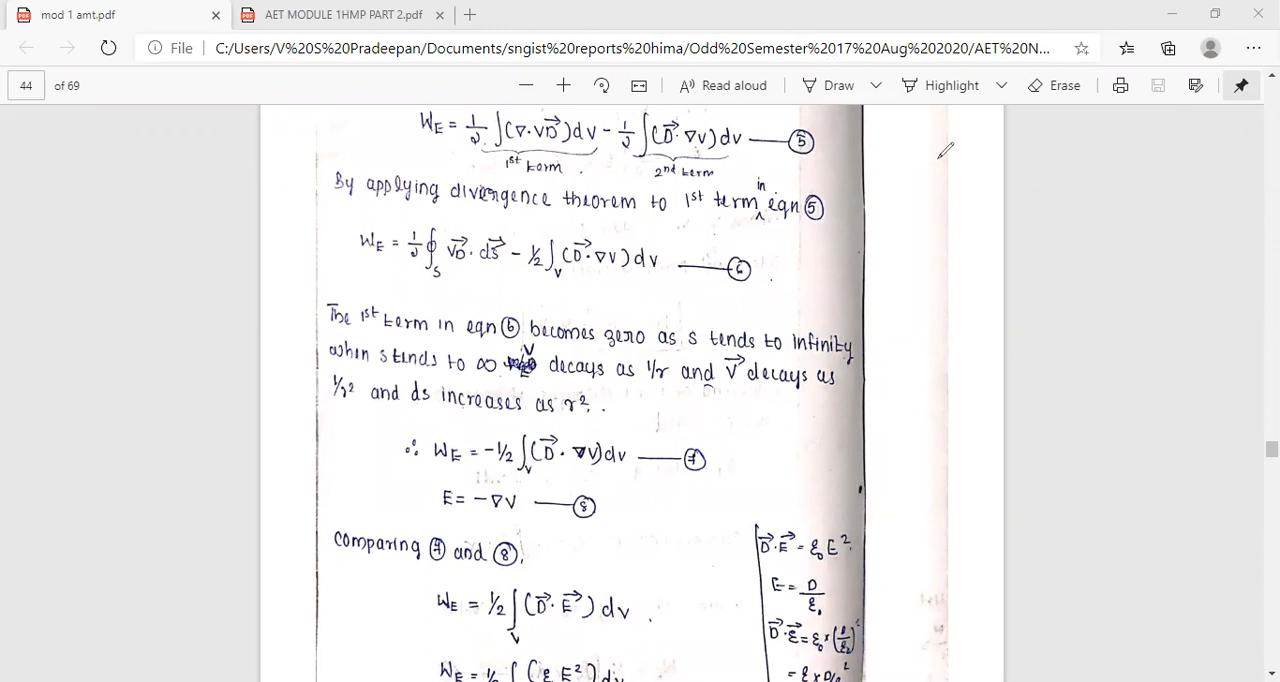 mod 1 amt.pdf
AET MODULE 1HMP PART 2.pdf
File
C:/Users/V%20S%20Pradeepan/Documents/sngist%20reports%20hima/Odd%20Semester%2017%20Aug%202020/AET%20N...
44 of 69
Read aloud
Draw
Highlight
Erase
W_E = 1/2 ∫(∇·VD⃗)dv − 1/2 ∫(D⃗·∇V)dv —— ⑤
1st term
2nd term
By applying divergence theorem to 1st term in eqn ⑤
W_E = 1/2 ∮_S VD⃗·dS⃗ − 1/2 ∫_V (D⃗·∇V)dv —— ⑥
The 1st term in eqn ⑥ becomes zero as s tends to infinity
when s tends to ∞ V decays as 1/r and V⃗ decays as
1/r² and ds increases as r².
∴ W_E = −1/2 ∫_V (D⃗·∇V)dv —— ⑦
E = −∇V —— ⑧
Comparing ⑦ and ⑧,
W_E = 1/2 ∫_V (D⃗·E⃗) dv
D⃗·E⃗ = ε₀E²
E = D/ε₀
D⃗·E⃗ = ε₀ × (D/ε₀)²